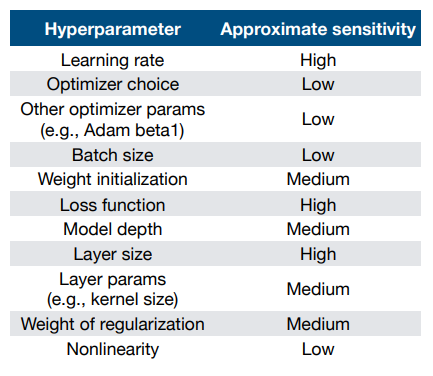 Hyperparameter Approximate sensitivity
Learning rate High
Optimizer choice Low
Other optimizer params
(e.g., Adam beta1) Low
Batch size Low
Weight initialization Medium
Loss function High
Model depth Medium
Layer size High
Layer params
(e.g., kernel size) Medium
Weight of regularization Medium
Nonlinearity Low